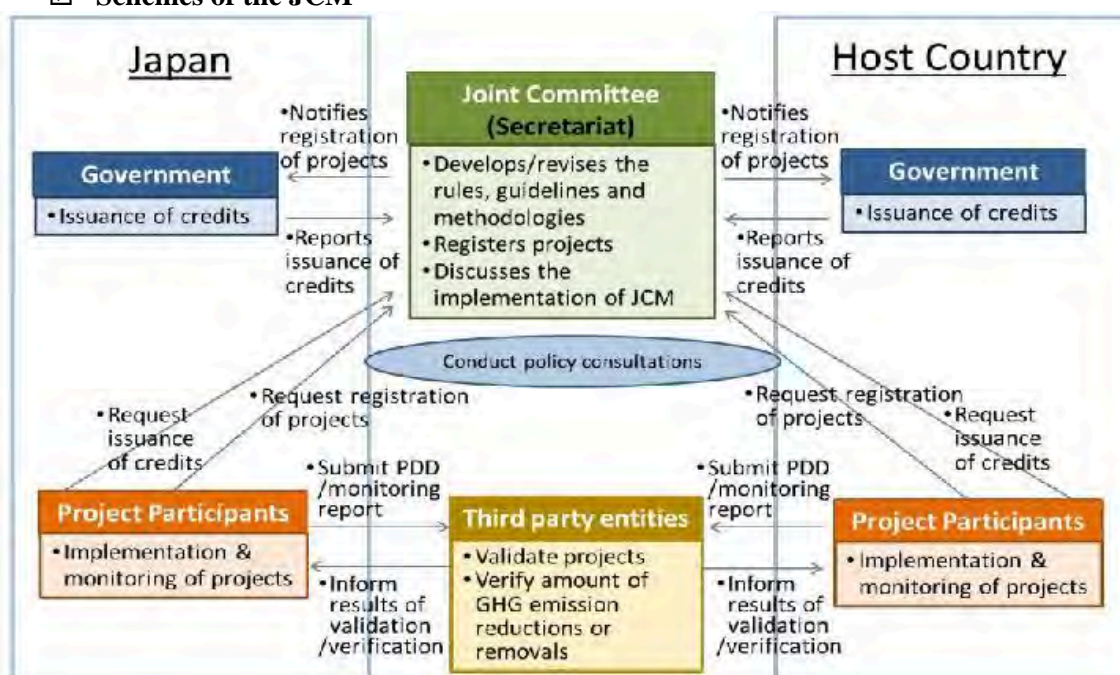 Schemes of the JCM
Japan
Host Country
Joint Committee
(Secretariat)
• Develops/revises the
rules, guidelines and
methodologies
• Registers projects
• Discusses the
implementation of JCM
•Notifies
registration
of projects
•Notifies
registration
of projects
Government
• Issuance of credits
Government
• Issuance of credits
•Reports
issuance of
credits
•Reports
issuance of
credits
Conduct policy consultations
•Request
issuance
of credits
•Request registration
of projects
•Request registration
of projects
•Request
issuance
of credits
•Submit PDD
/monitoring
report
•Submit PDD
/monitoring
report
Project Participants
• Implementation &
monitoring of projects
Third party entities
• Validate projects
• Verify amount of
GHG emission
reductions or
removals
Project Participants
• Implementation &
monitoring of projects
•Inform
results of
validation
/verification
•Inform
results of
validation
/verification